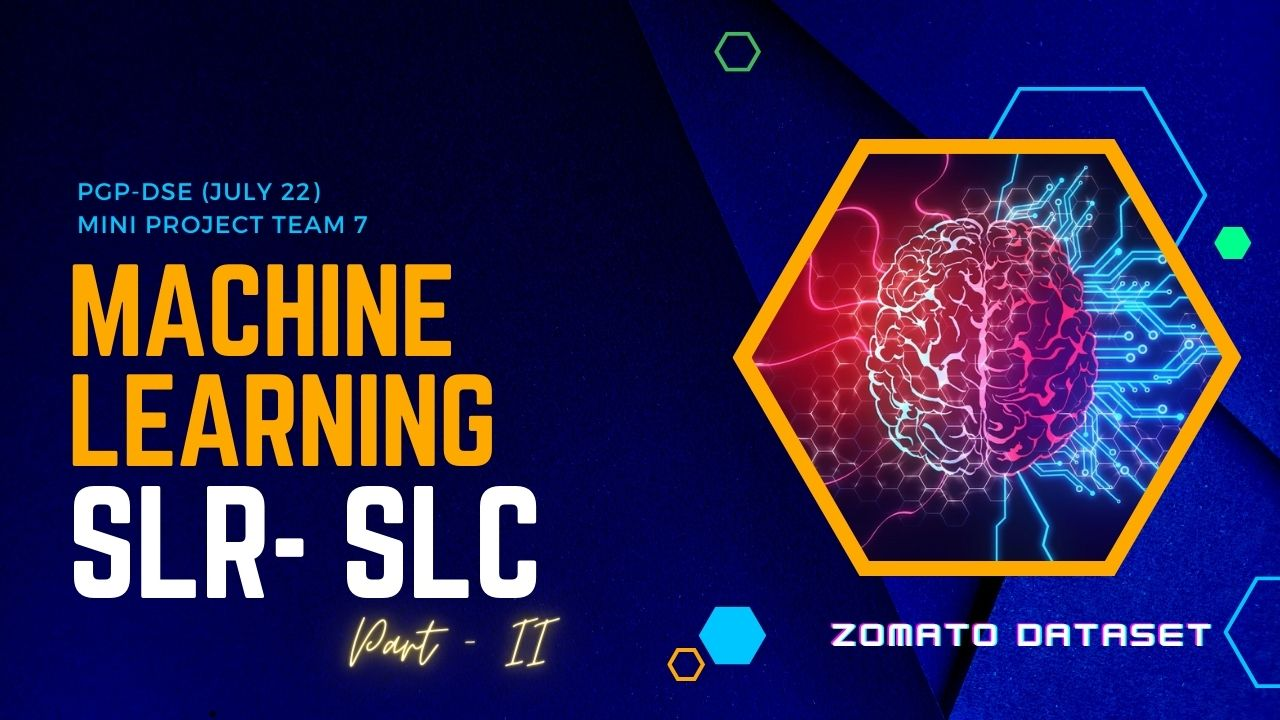 PGP-DSE (JULY 22)
MINI PROJECT TEAM 7
MACHINE
LEARNING
SLR- SLC
Part - II
ZOMATO DATASET